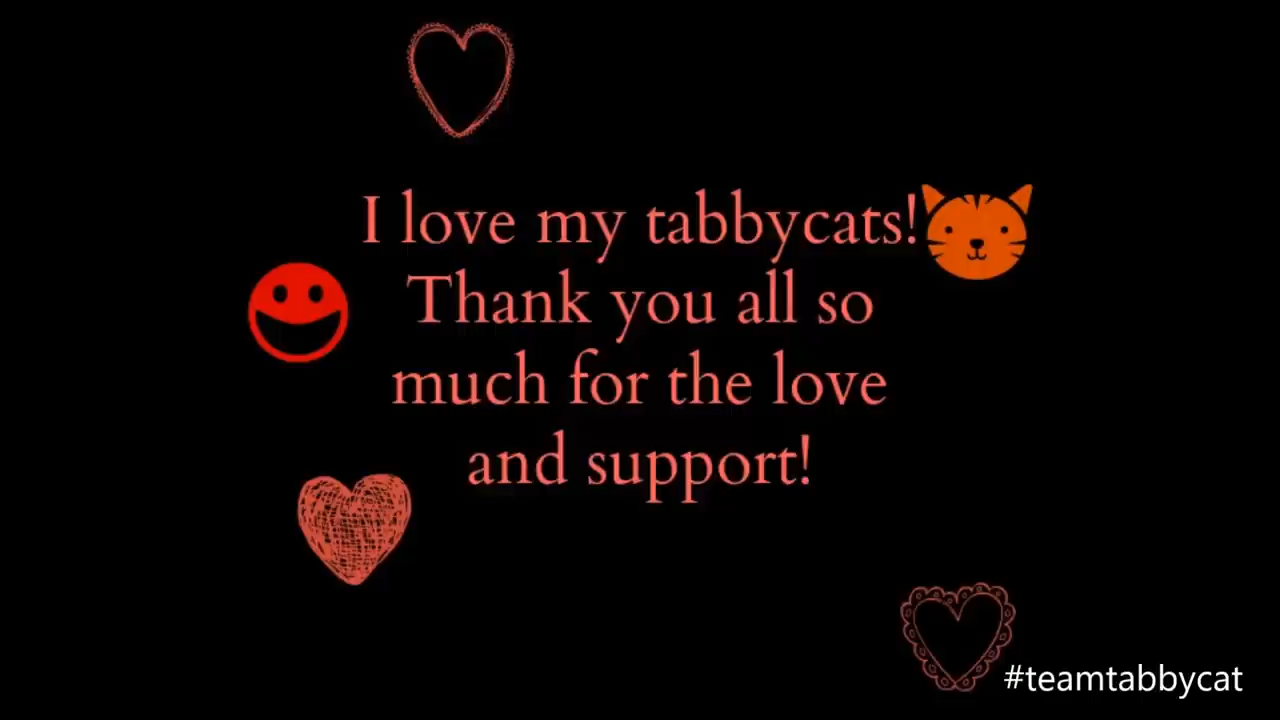 I love my tabbycats!
Thank you all so
much for the love
and support!
#teamtabbycat